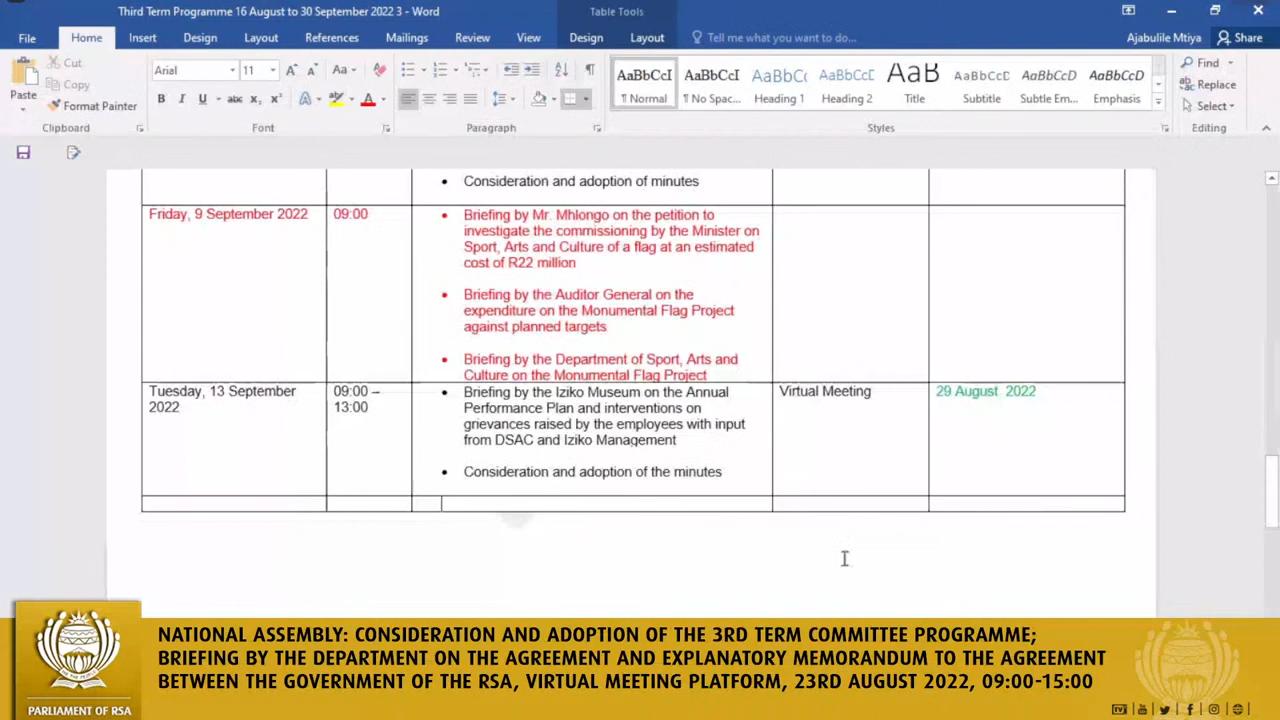 Third Term Programme 16 August to 30 September 2022 3 - Word
Table Tools
File Home Insert Design Layout References Mailings Review View Design Layout Tell me what you want to do... Ajabulile Mtiya Share
Paste
Cut
Copy
Format Painter
Clipboard
Arial 11
Font
Paragraph
AaBbCcI AaBbCcI AaBbCc AaBbCcI AaB AaBbCcD AaBbCcD AaBbCcD
¶ Normal ¶ No Spac... Heading 1 Heading 2 Title Subtitle Subtle Em... Emphasis
Styles
Find
Replace
Select
Editing
• Consideration and adoption of minutes
Friday, 9 September 2022
09:00
• Briefing by Mr. Mhlongo on the petition to
investigate the commissioning by the Minister on
Sport, Arts and Culture of a flag at an estimated
cost of R22 million
• Briefing by the Auditor General on the
expenditure on the Monumental Flag Project
against planned targets
• Briefing by the Department of Sport, Arts and
Culture on the Monumental Flag Project
Tuesday, 13 September
2022
09:00 –
13:00
• Briefing by the Iziko Museum on the Annual
Performance Plan and interventions on
grievances raised by the employees with input
from DSAC and Iziko Management
• Consideration and adoption of the minutes
Virtual Meeting
29 August 2022
NATIONAL ASSEMBLY: CONSIDERATION AND ADOPTION OF THE 3RD TERM COMMITTEE PROGRAMME;
BRIEFING BY THE DEPARTMENT ON THE AGREEMENT AND EXPLANATORY MEMORANDUM TO THE AGREEMENT
BETWEEN THE GOVERNMENT OF THE RSA, VIRTUAL MEETING PLATFORM, 23RD AUGUST 2022, 09:00-15:00
PARLIAMENT OF RSA